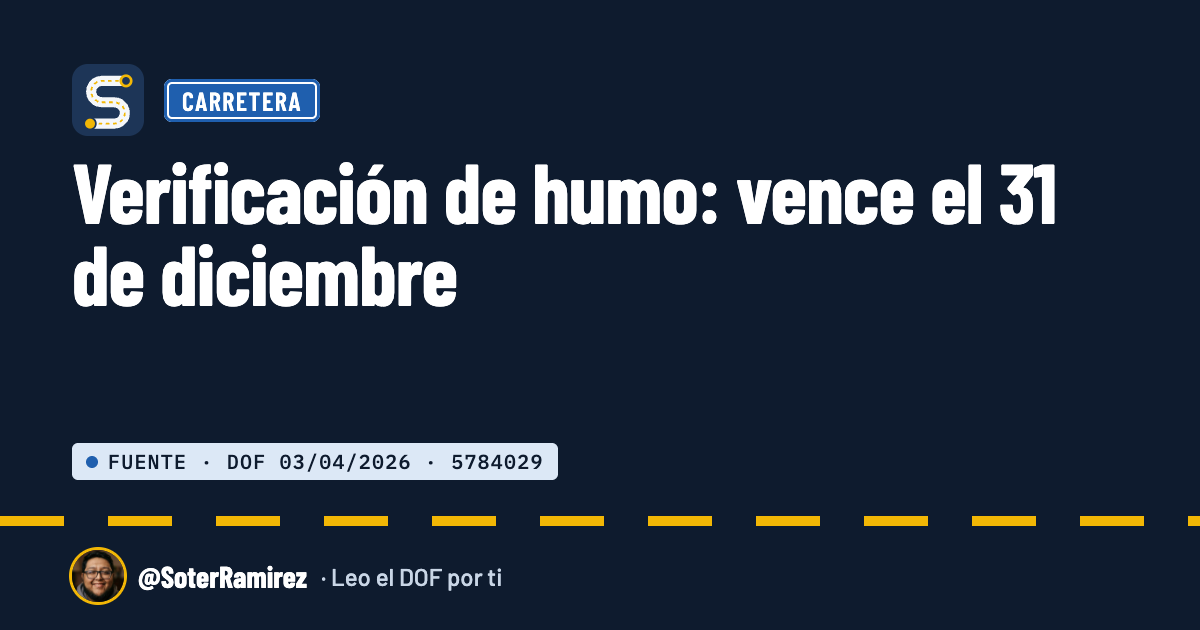 CARRETERA
Verificación de humo: vence el 31
de diciembre
FUENTE · DOF 03/04/2026 · 5784029
@SoterRamirez · Leo el DOF por ti